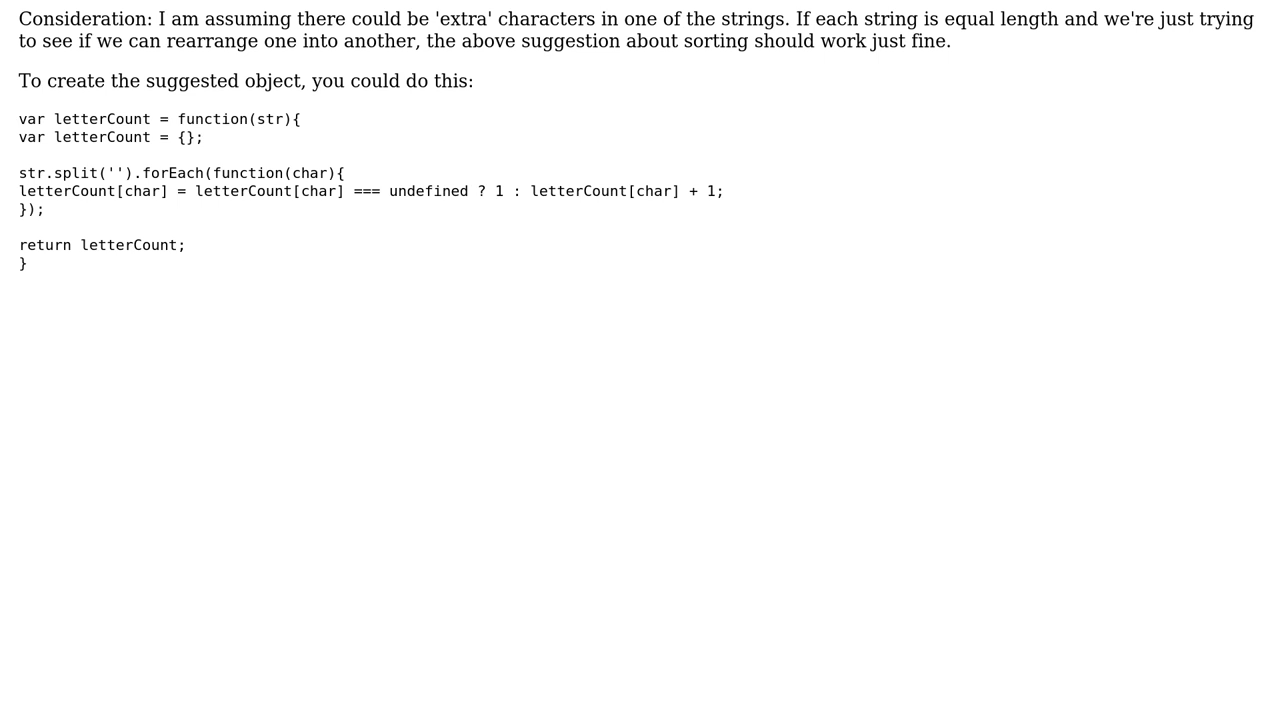 Consideration: I am assuming there could be 'extra' characters in one of the strings. If each string is equal length and we're just trying
to see if we can rearrange one into another, the above suggestion about sorting should work just fine.
To create the suggested object, you could do this:
var letterCount = function(str){
var letterCount = {};
str.split('').forEach(function(char){
letterCount[char] = letterCount[char] === undefined ? 1 : letterCount[char] + 1;
});
return letterCount;
}